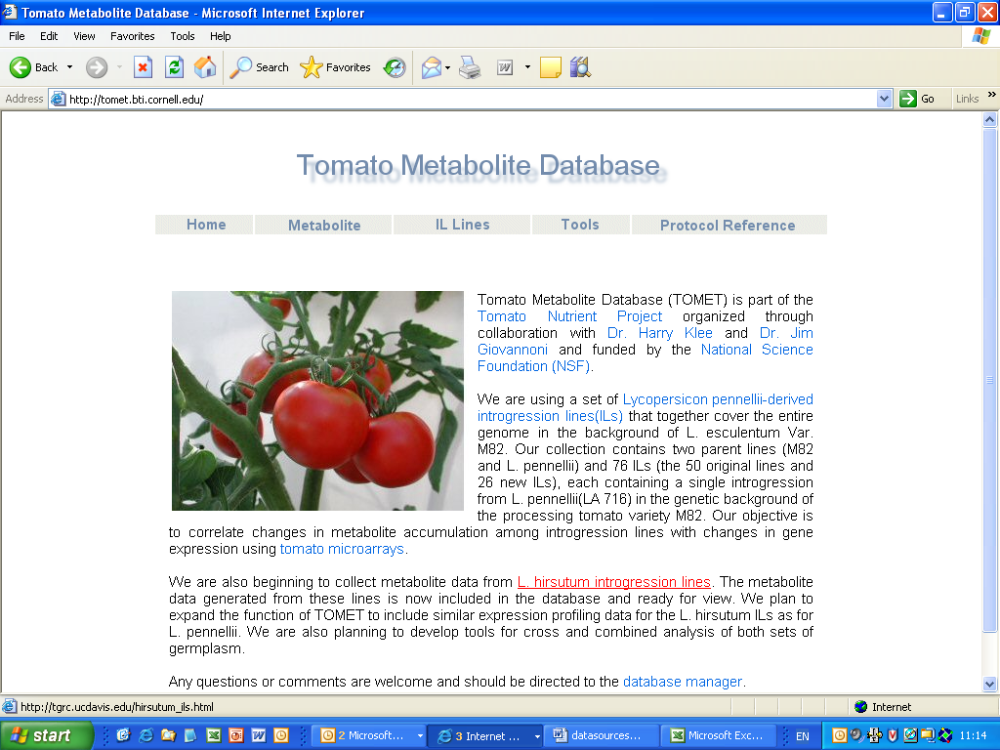 Tomato Metabolite Database - Microsoft Internet Explorer
File Edit View Favorites Tools Help
Back Search Favorites
Address http://tomet.bti.cornell.edu/ Go Links »
Tomato Metabolite Database
Home Metabolite IL Lines Tools Protocol Reference
Tomato Metabolite Database (TOMET) is part of the
Tomato Nutrient Project organized through
collaboration with Dr. Harry Klee and Dr. Jim
Giovannoni and funded by the National Science
Foundation (NSF).
We are using a set of Lycopersicon pennellii-derived
introgression lines(ILs) that together cover the entire
genome in the background of L. esculentum Var.
M82. Our collection contains two parent lines (M82
and L. pennellii) and 76 ILs (the 50 original lines and
26 new ILs), each containing a single introgression
from L. pennellii(LA 716) in the genetic background of
the processing tomato variety M82. Our objective is
to correlate changes in metabolite accumulation among introgression lines with changes in gene
expression using tomato microarrays.
We are also beginning to collect metabolite data from L. hirsutum introgression lines. The metabolite
data generated from these lines is now included in the database and ready for view. We plan to
expand the function of TOMET to include similar expression profiling data for the L. hirsutum ILs as for
L. pennellii. We are also planning to develop tools for cross and combined analysis of both sets of
germplasm.
Any questions or comments are welcome and should be directed to the database manager.
http://tgrc.ucdavis.edu/hirsutum_ils.html Internet
start 2 Microsoft... 3 Internet ... datasources... Microsoft Exc... EN 11:14